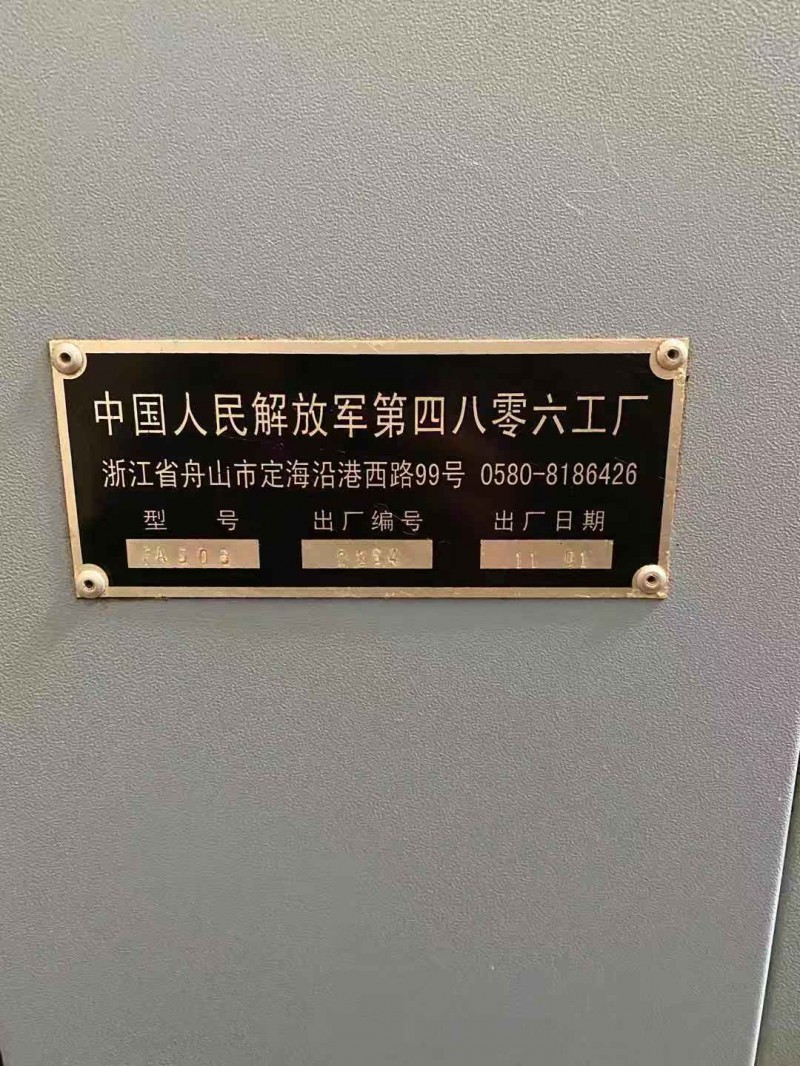 中国人民解放军第四八零六工厂
浙江省舟山市定海沿港西路99号 0580-8186426
型 号 出厂编号 出厂日期
11 01